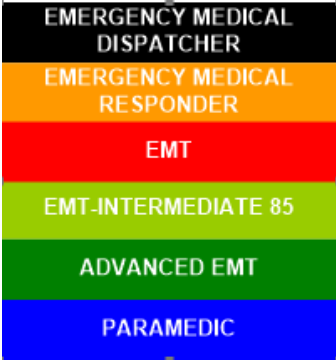 EMERGENCY MEDICAL
DISPATCHER
EMERGENCY MEDICAL
RESPONDER
EMT
EMT-INTERMEDIATE 85
ADVANCED EMT
PARAMEDIC